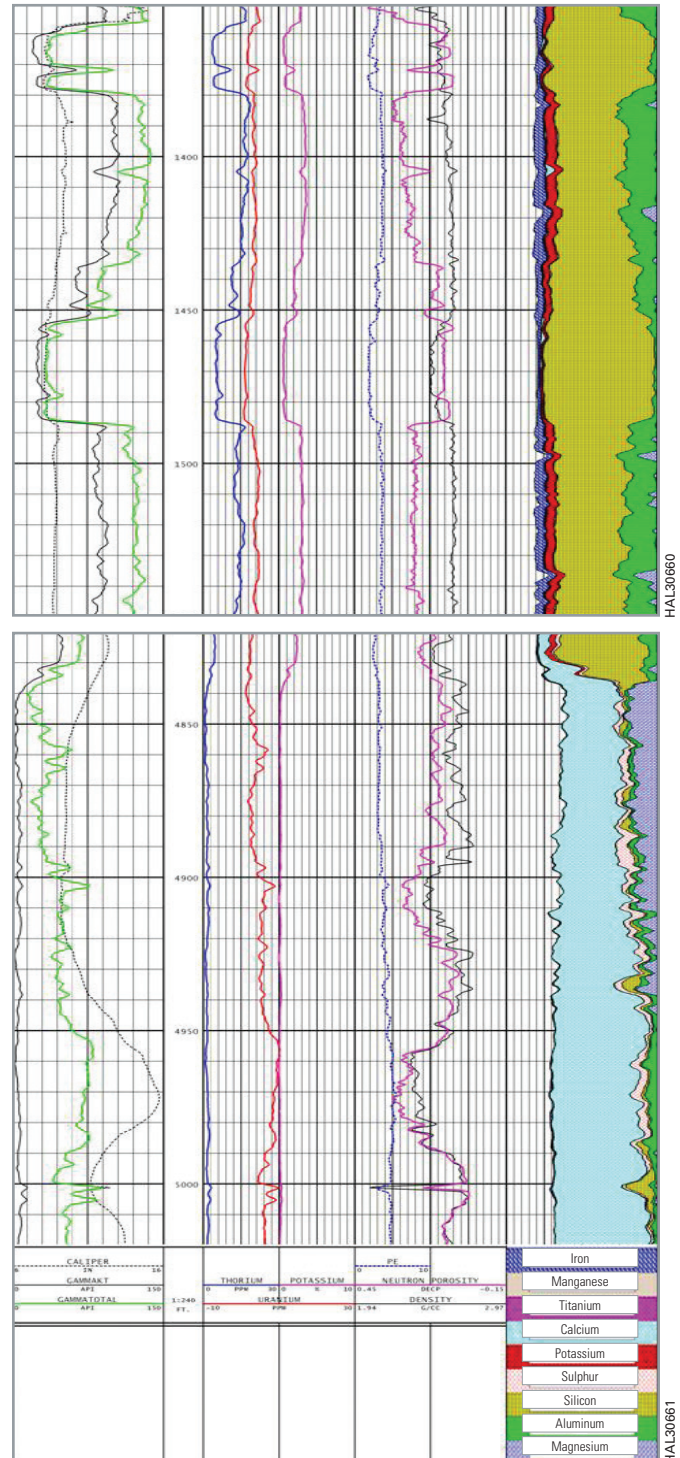 1400
1450
1500
HAL30660
4850
4900
4950
5000
CALIPER
6 IN 16
GAMMAKT
0 API 150
GAMMATOTAL
0 API 150
1:240
FT.
THORIUM
0 PPM 30
URANIUM
-10 PPM 30
POTASSIUM
0 % 10
PE
0 10
NEUTRON POROSITY
0.45 DECP -0.15
DENSITY
1.94 G/CC 2.97
Iron
Manganese
Titanium
Calcium
Potassium
Sulphur
Silicon
Aluminum
Magnesium
HAL30661